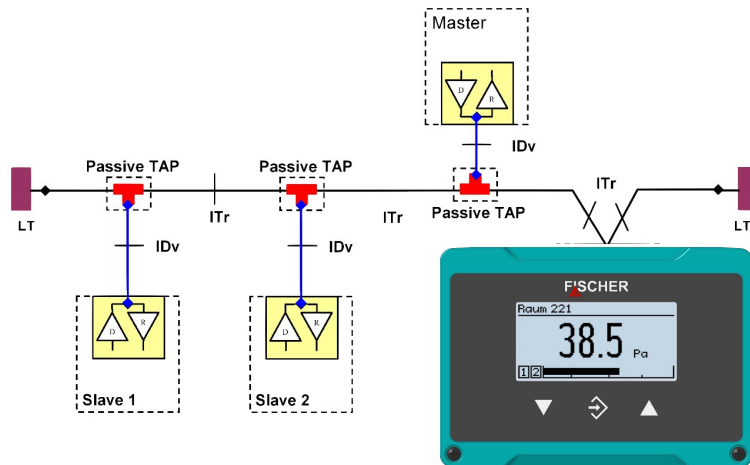 Master
D
R
IDv
Passive TAP
Passive TAP
ITr
LT
ITr
Passive TAP
ITr
LT
IDv
IDv
D
R
D
R
Slave 1
Slave 2
FISCHER
Raum 221
38.5 Pa
1 2